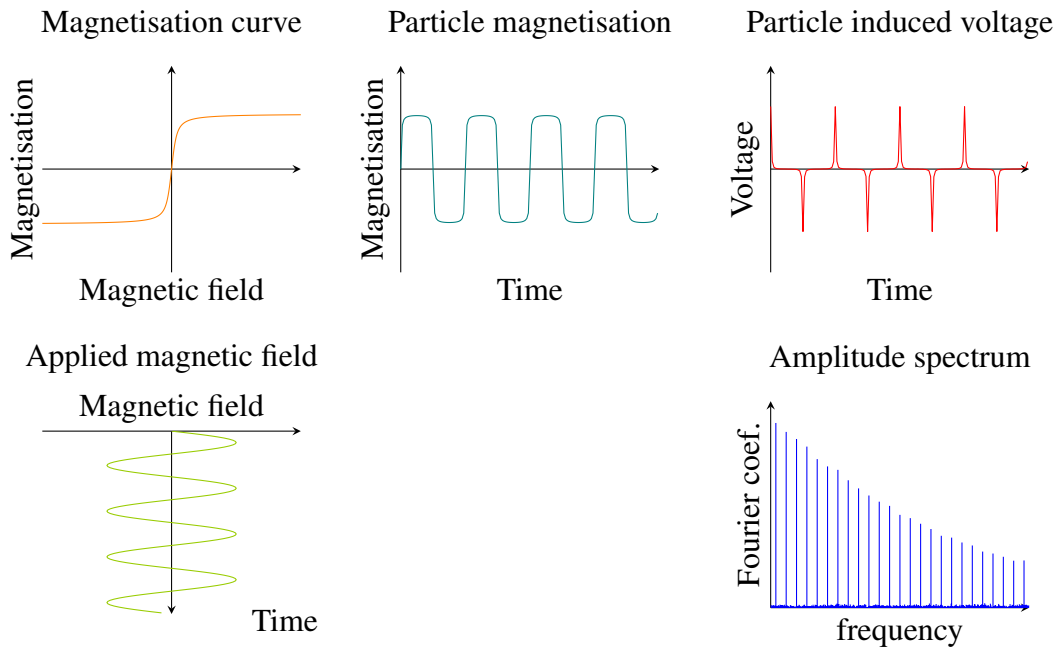 Magnetisation curve
Particle magnetisation
Particle induced voltage
Magnetisation
Magnetic field
Magnetisation
Time
Voltage
Time
Applied magnetic field
Magnetic field
Time
Amplitude spectrum
Fourier coef.
frequency